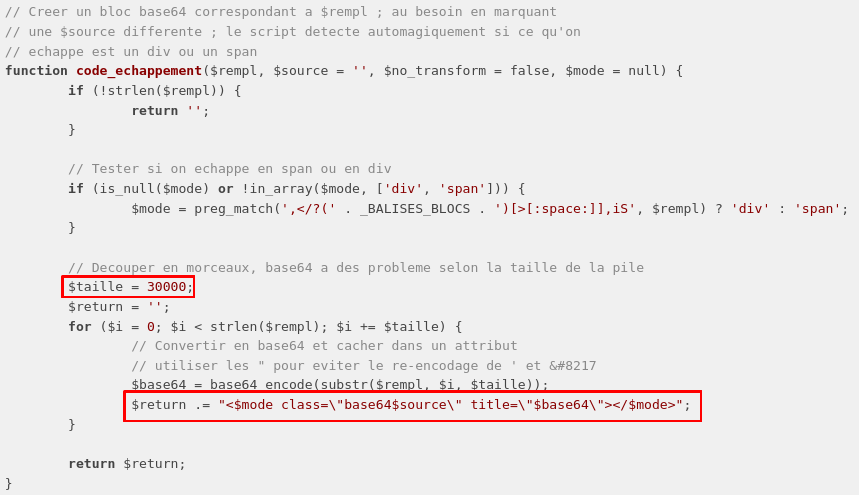 // Creer un bloc base64 correspondant a $rempl ; au besoin en marquant
// une $source differente ; le script detecte automagiquement si ce qu'on
// echappe est un div ou un span
function code_echappement($rempl, $source = '', $no_transform = false, $mode = null) {
        if (!strlen($rempl)) {
                return '';
        }

        // Tester si on echappe en span ou en div
        if (is_null($mode) or !in_array($mode, ['div', 'span'])) {
                $mode = preg_match(',</?(' . _BALISES_BLOCS . ')[>[:space:]],iS', $rempl) ? 'div' : 'span';
        }

        // Decouper en morceaux, base64 a des probleme selon la taille de la pile
        $taille = 30000;
        $return = '';
        for ($i = 0; $i < strlen($rempl); $i += $taille) {
                // Convertir en base64 et cacher dans un attribut
                // utiliser les " pour eviter le re-encodage de ' et &#8217
                $base64 = base64_encode(substr($rempl, $i, $taille));
                $return .= "<$mode class=\"base64$source\" title=\"$base64\"></$mode>";
        }

        return $return;
}